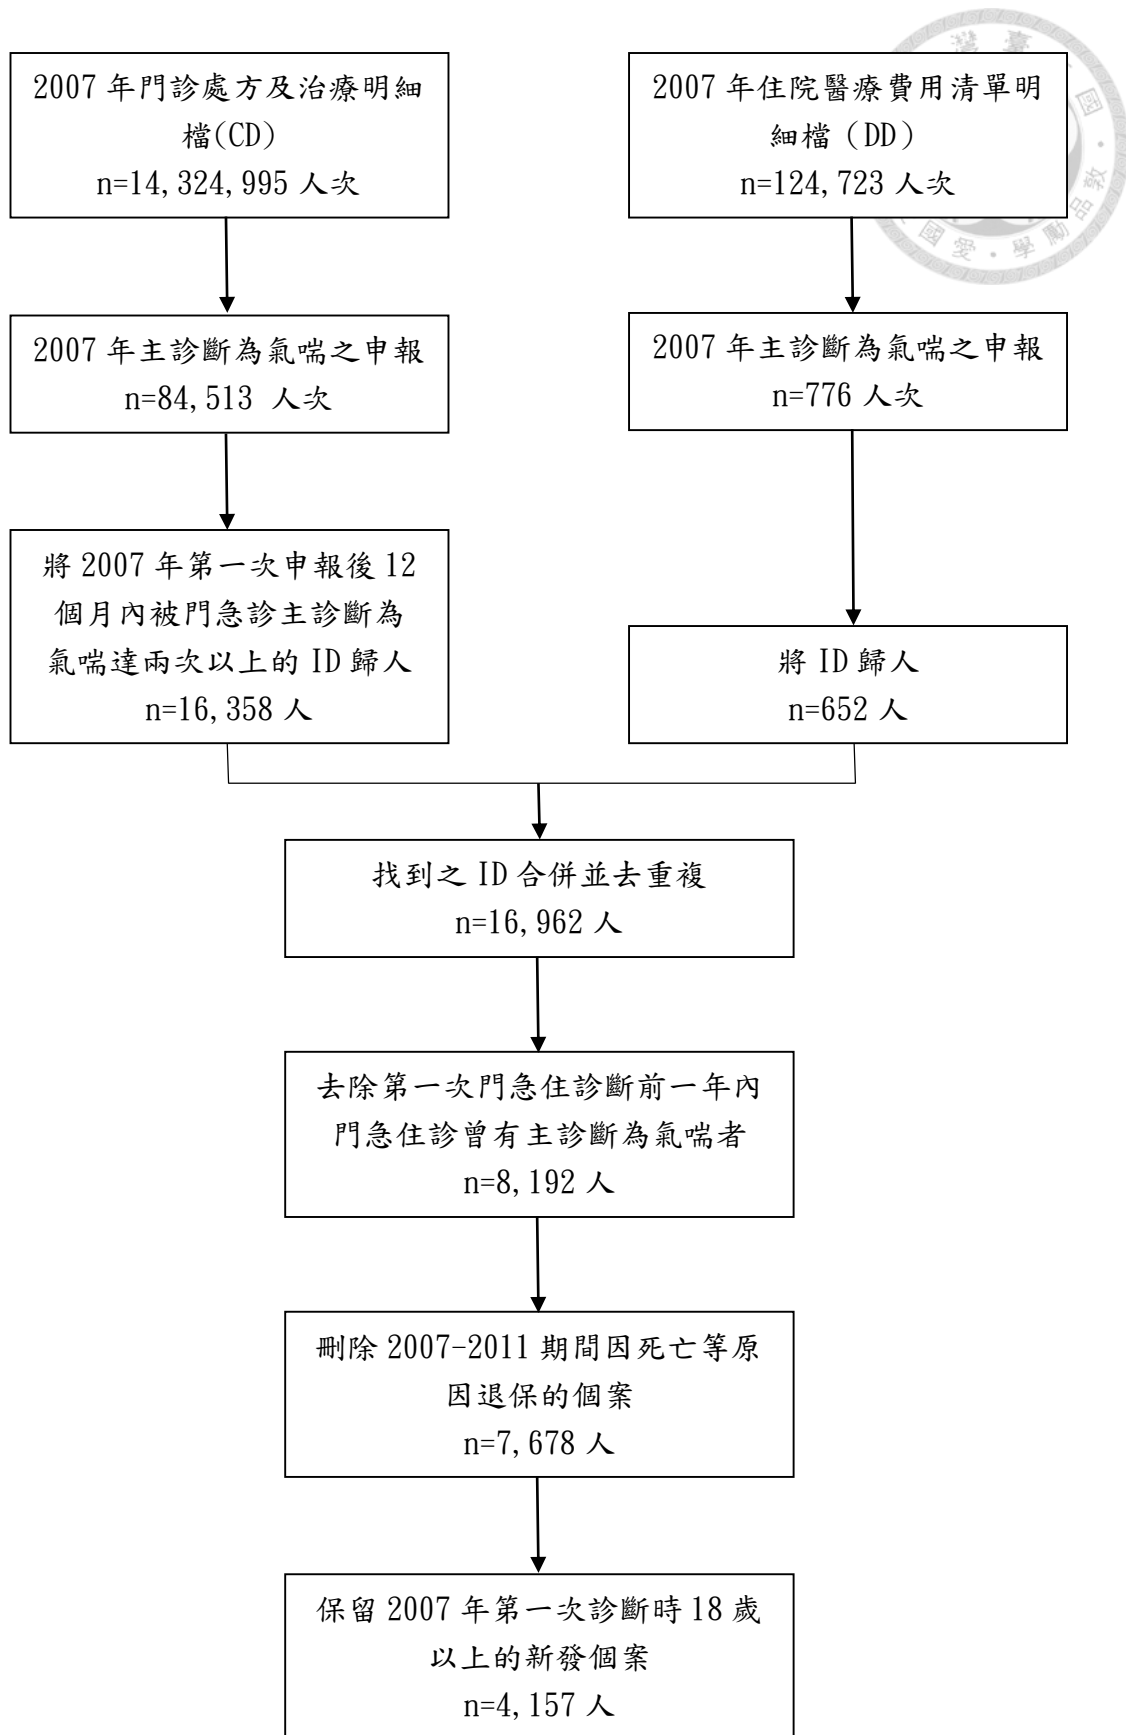 2007 年門診處方及治療明細
檔(CD)
n=14,324,995 人次
2007 年住院醫療費用清單明
細檔（DD）
n=124,723 人次
2007 年主診斷為氣喘之申報
n=84,513 人次
2007 年主診斷為氣喘之申報
n=776 人次
將 2007 年第一次申報後 12
個月內被門急診主診斷為
氣喘達兩次以上的 ID 歸人
n=16,358 人
將 ID 歸人
n=652 人
找到之 ID 合併並去重複
n=16,962 人
去除第一次門急住診斷前一年內
門急住診曾有主診斷為氣喘者
n=8,192 人
刪除 2007-2011 期間因死亡等原
因退保的個案
n=7,678 人
保留 2007 年第一次診斷時 18 歲
以上的新發個案
n=4,157 人